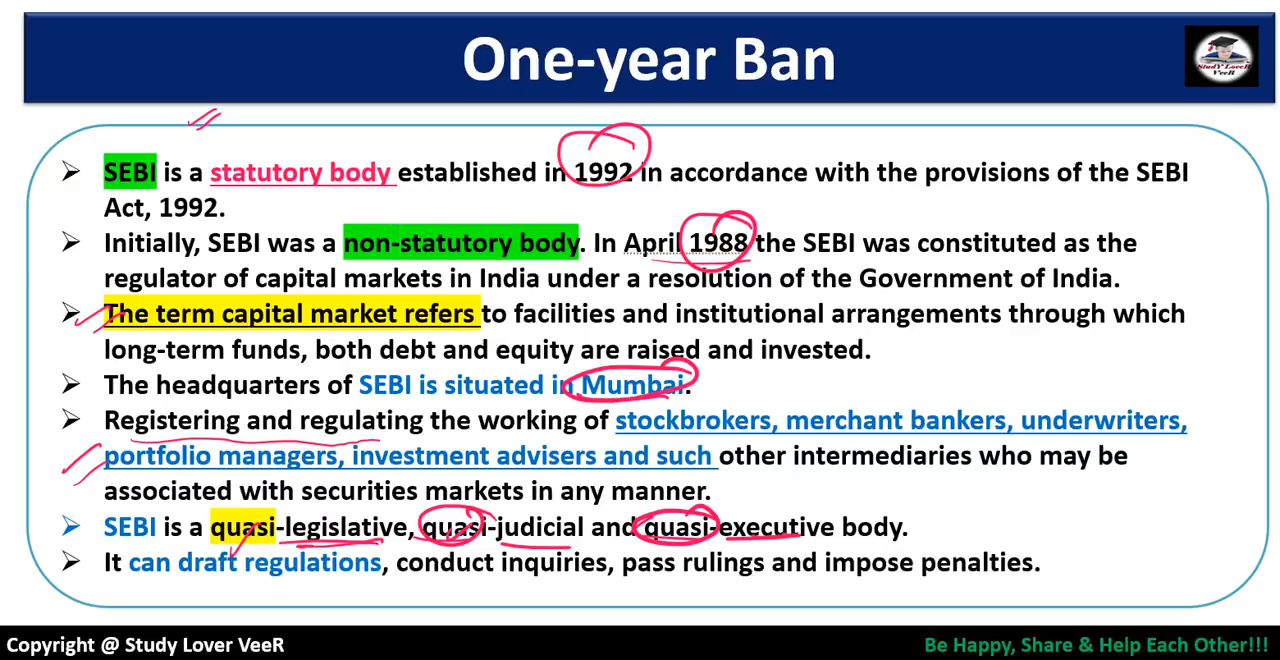 One-year Ban
StudY LoveR
VeeR
➢ SEBI is a statutory body established in 1992 in accordance with the provisions of the SEBI
Act, 1992.
➢ Initially, SEBI was a non-statutory body. In April 1988 the SEBI was constituted as the
regulator of capital markets in India under a resolution of the Government of India.
➢ The term capital market refers to facilities and institutional arrangements through which
long-term funds, both debt and equity are raised and invested.
➢ The headquarters of SEBI is situated in Mumbai.
➢ Registering and regulating the working of stockbrokers, merchant bankers, underwriters,
portfolio managers, investment advisers and such other intermediaries who may be
associated with securities markets in any manner.
➢ SEBI is a quasi-legislative, quasi-judicial and quasi-executive body.
➢ It can draft regulations, conduct inquiries, pass rulings and impose penalties.
Copyright @ Study Lover VeeR
Be Happy, Share & Help Each Other!!!